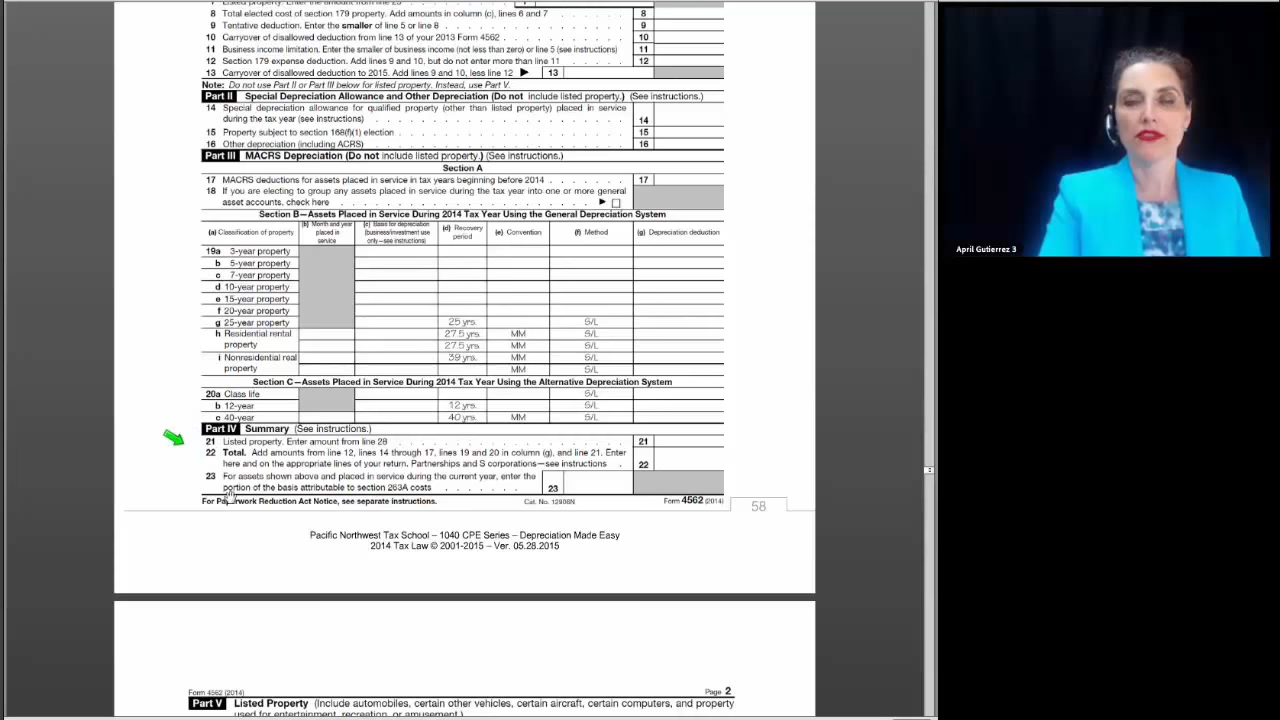 8 Total elected cost of section 179 property. Add amounts in column (c), lines 6 and 7 . . . . . . . 8
9 Tentative deduction. Enter the smaller of line 5 or line 8 . . . . . . . . . . . . . . . 9
10 Carryover of disallowed deduction from line 13 of your 2013 Form 4562 . . . . . . . . . . . 10
11 Business income limitation. Enter the smaller of business income (not less than zero) or line 5 (see instructions) 11
12 Section 179 expense deduction. Add lines 9 and 10, but do not enter more than line 11 . . . . . . 12
13 Carryover of disallowed deduction to 2015. Add lines 9 and 10, less line 12 ▶ 13
Note: Do not use Part II or Part III below for listed property. Instead, use Part V.
Part II Special Depreciation Allowance and Other Depreciation (Do not include listed property.) (See instructions.)
14 Special depreciation allowance for qualified property (other than listed property) placed in service
during the tax year (see instructions) . . . . . . . . . . . . . . . . . . . . . 14
15 Property subject to section 168(f)(1) election . . . . . . . . . . . . . . . . . . . 15
16 Other depreciation (including ACRS) . . . . . . . . . . . . . . . . . . . . . 16
Part III MACRS Depreciation (Do not include listed property.) (See instructions.)
Section A
17 MACRS deductions for assets placed in service in tax years beginning before 2014 . . . . . . . . 17
18 If you are electing to group any assets placed in service during the tax year into one or more general
asset accounts, check here . . . . . . . . . . . . . . . . . . . . . . ▶ ☐
Section B—Assets Placed in Service During 2014 Tax Year Using the General Depreciation System
(a) Classification of property (b) Month and year placed in service (c) Basis for depreciation (business/investment use only—see instructions) (d) Recovery period (e) Convention (f) Method (g) Depreciation deduction
19a 3-year property
b 5-year property
c 7-year property
d 10-year property
e 15-year property
f 20-year property
g 25-year property 25 yrs. S/L
h Residential rental 27.5 yrs. MM S/L
property 27.5 yrs. MM S/L
i Nonresidential real 39 yrs. MM S/L
property MM S/L
Section C—Assets Placed in Service During 2014 Tax Year Using the Alternative Depreciation System
20a Class life S/L
b 12-year 12 yrs. S/L
c 40-year 40 yrs. MM S/L
Part IV Summary (See instructions.)
21 Listed property. Enter amount from line 28 . . . . . . . . . . . . . . . . . . . . 21
22 Total. Add amounts from line 12, lines 14 through 17, lines 19 and 20 in column (g), and line 21. Enter
here and on the appropriate lines of your return. Partnerships and S corporations—see instructions . 22
23 For assets shown above and placed in service during the current year, enter the
portion of the basis attributable to section 263A costs . . . . . . . 23
For Paperwork Reduction Act Notice, see separate instructions. Cat. No. 12906N Form 4562 (2014)
58
Pacific Northwest Tax School – 1040 CPE Series – Depreciation Made Easy
2014 Tax Law © 2001-2015 – Ver. 05.28.2015
Form 4562 (2014) Page 2
Part V Listed Property (Include automobiles, certain other vehicles, certain aircraft, certain computers, and property
used for entertainment, recreation, or amusement.)
April Gutierrez 3